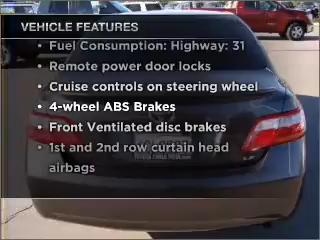 VEHICLE FEATURES
• Fuel Consumption: Highway: 31
• Remote power door locks
• Cruise controls on steering wheel
• 4-wheel ABS Brakes
• Front Ventilated disc brakes
• 1st and 2nd row curtain head
airbags